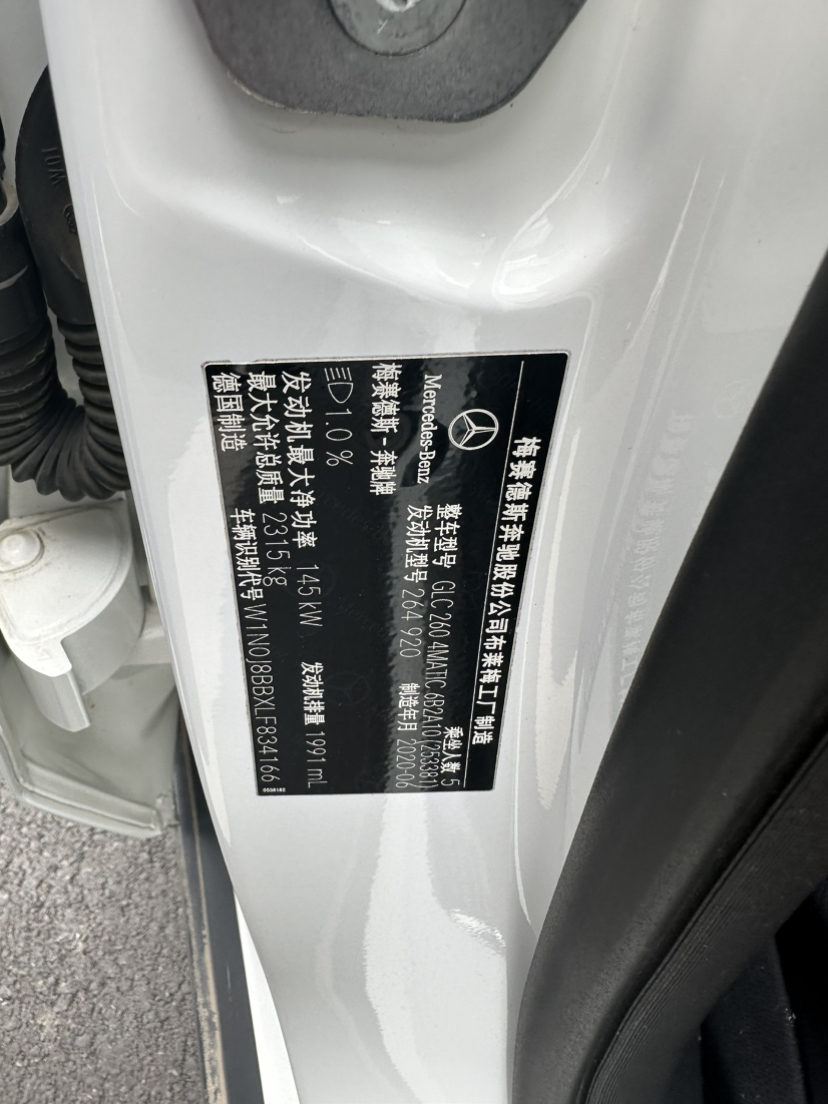 梅赛德斯奔驰股份公司布莱梅工厂制造
Mercedes-Benz
梅赛德斯-奔驰牌
乘坐人数 5
整车型号 GLC 260 4MATIC 6B2A10 (253381)
发动机型号 264 920 制造年月 2020-06
1.0 %
发动机排量 1991 mL
发动机最大净功率 145 kW
最大允许总质量 2315 kg
德国制造 车辆识别代号 W1N0J8BBXLF834166